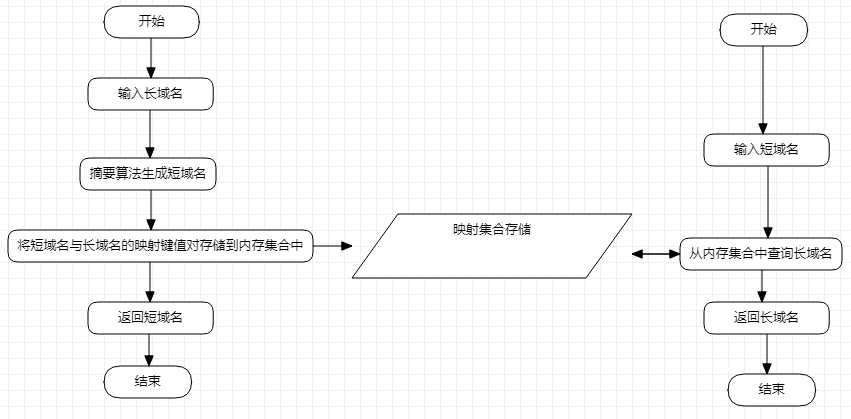 开始
输入长域名
摘要算法生成短域名
将短域名与长域名的映射键值对存储到内存集合中
返回短域名
结束
映射集合存储
开始
输入短域名
从内存集合中查询长域名
返回长域名
结束